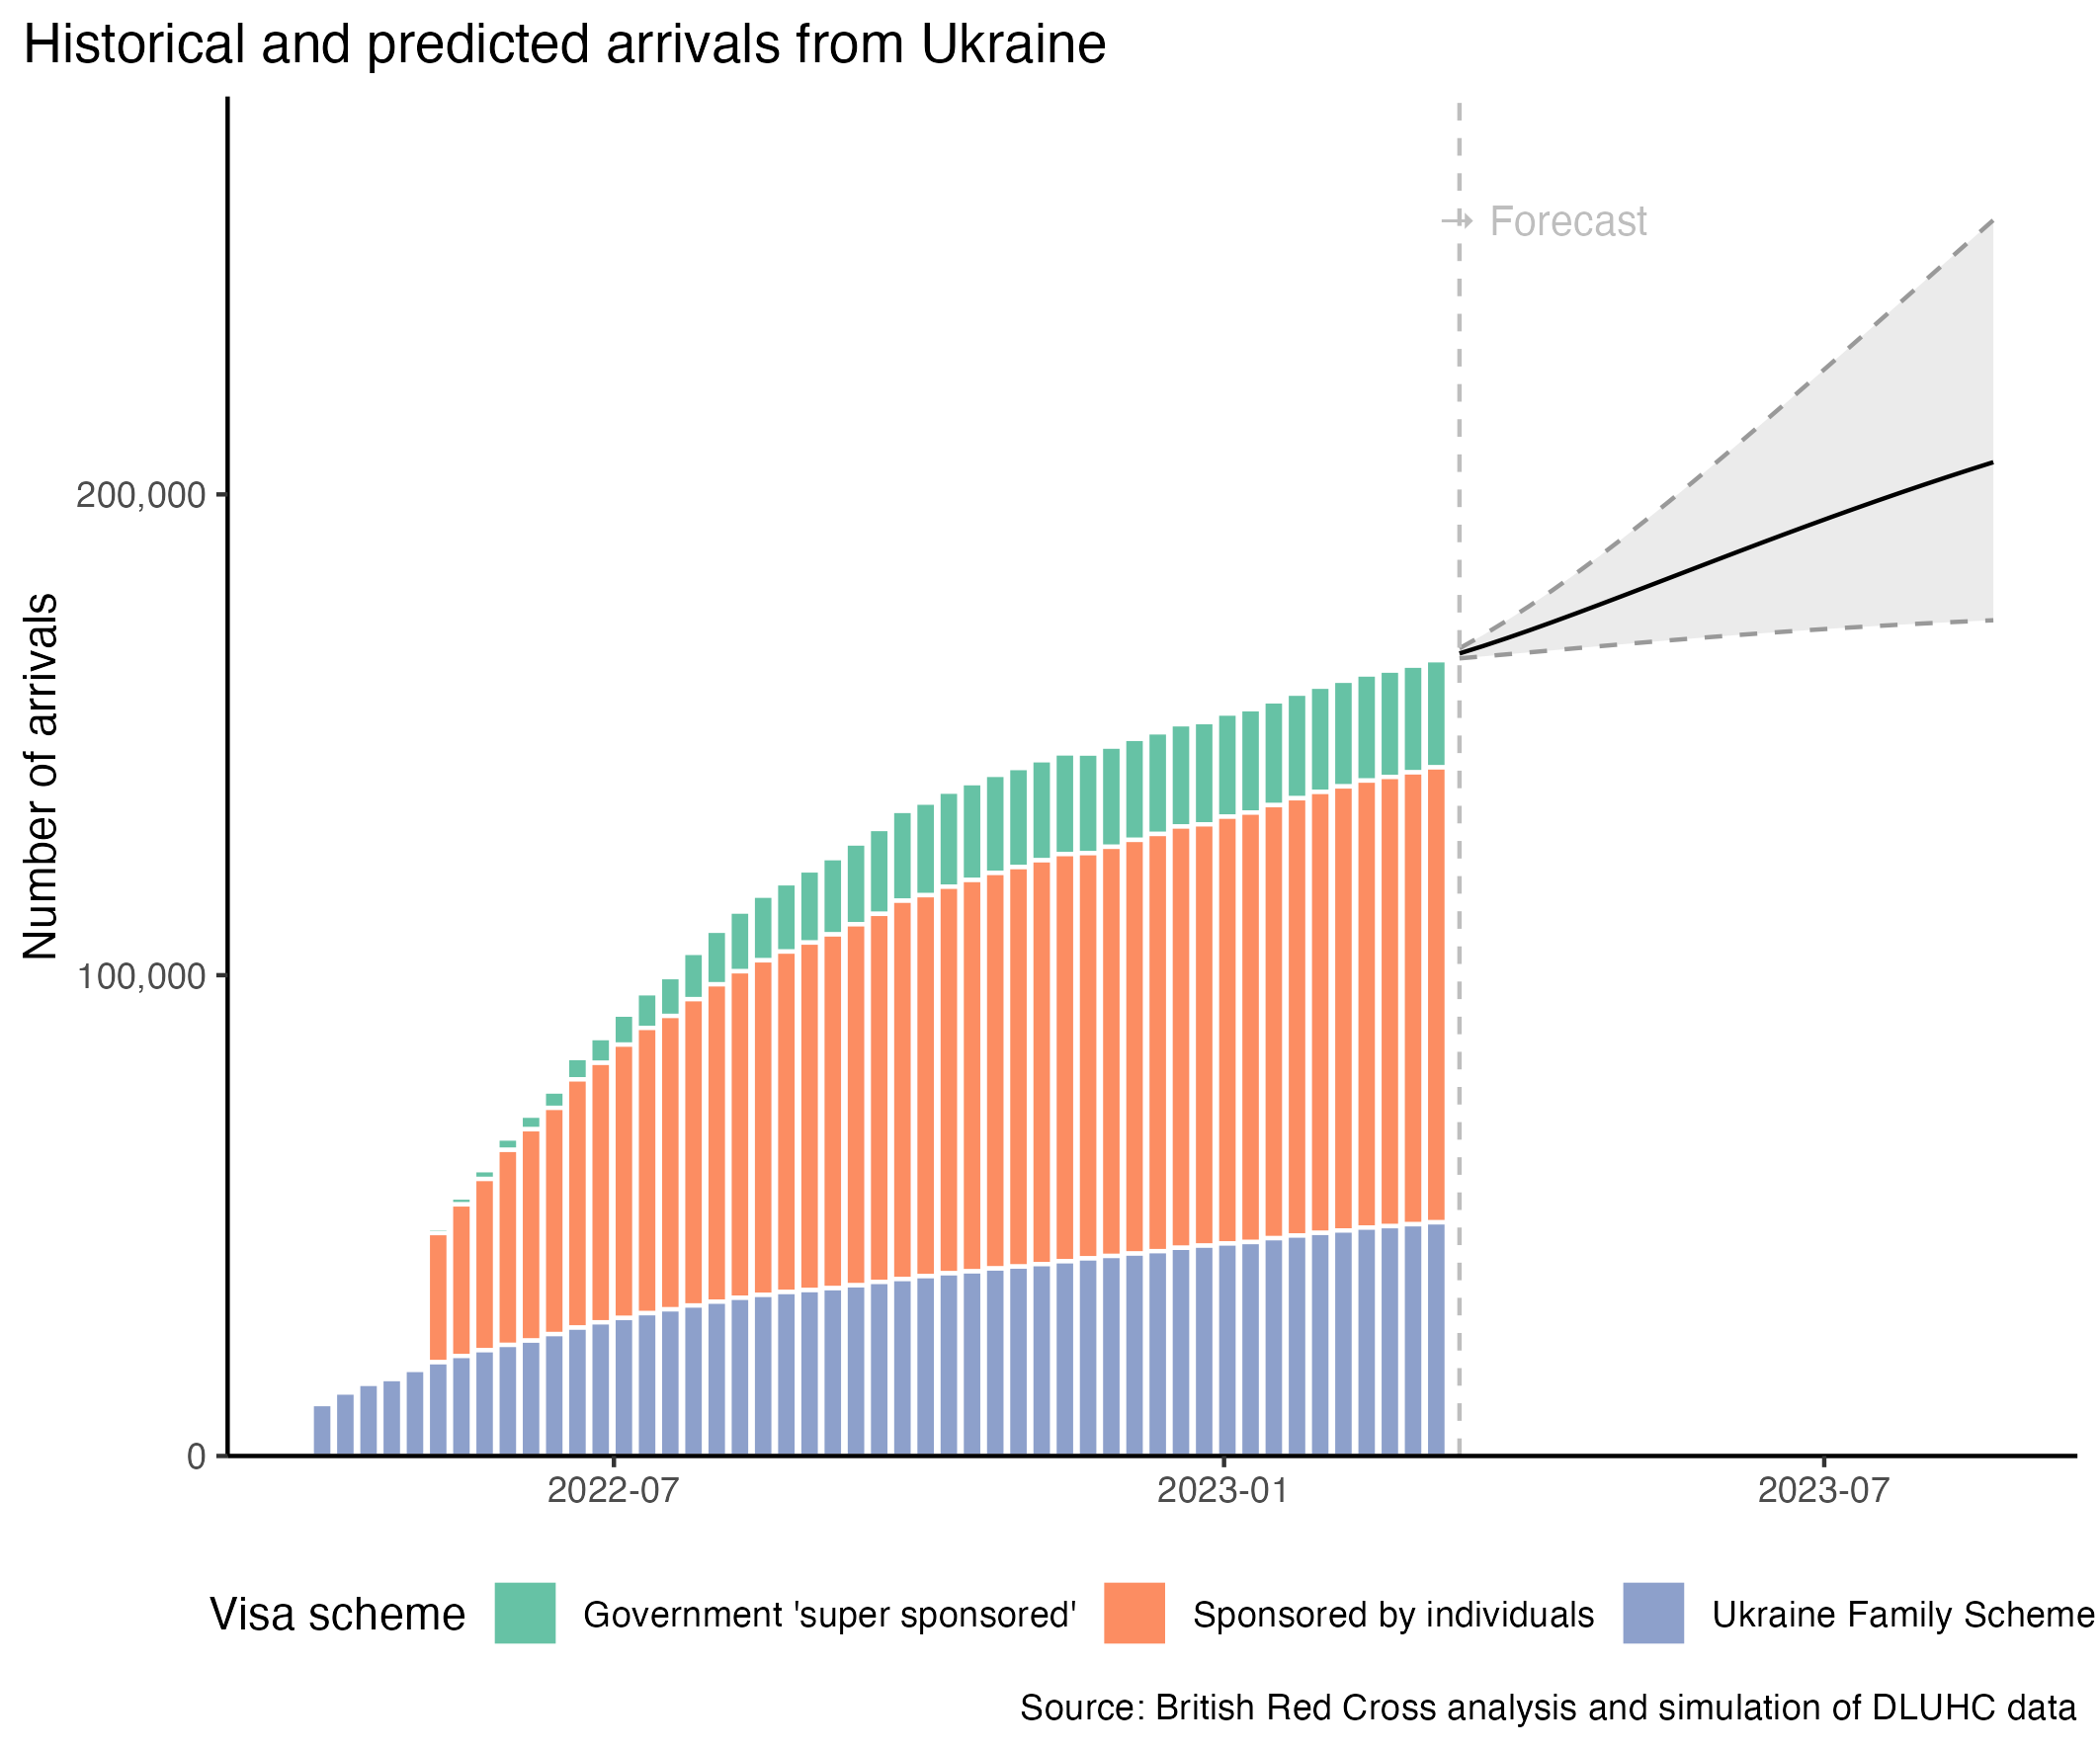 Historical and predicted arrivals from Ukraine
Forecast
Number of arrivals
200,000
100,000
0
2022-07
2023-01
2023-07
Visa scheme
Government 'super sponsored'
Sponsored by individuals
Ukraine Family Scheme
Source: British Red Cross analysis and simulation of DLUHC data